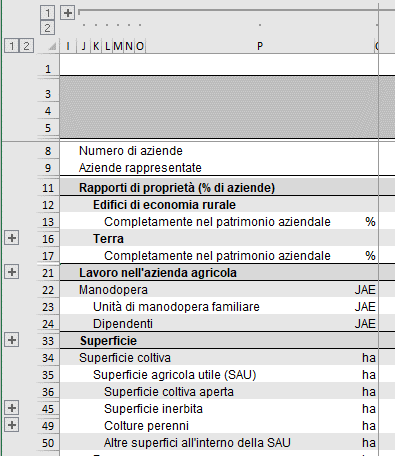 1
2
1 2 I J K L M N O P
1
3
4
5
8 Numero di aziende
9 Aziende rappresentate
11 Rapporti di proprietà (% di aziende)
12 Edifici di economia rurale
13 Completamente nel patrimonio aziendale %
16 Terra
17 Completamente nel patrimonio aziendale %
21 Lavoro nell'azienda agricola
22 Manodopera JAE
23 Unità di manodopera familiare JAE
24 Dipendenti JAE
33 Superficie
34 Superficie coltiva ha
35 Superficie agricola utile (SAU) ha
36 Superficie coltiva aperta ha
45 Superficie inerbita ha
49 Colture perenni ha
50 Altre superfici all'interno della SAU ha